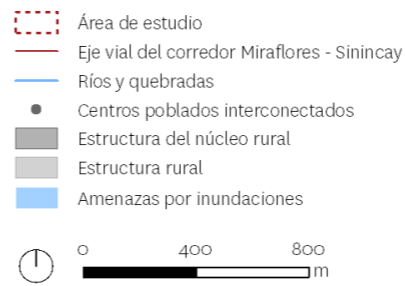 Área de estudio
Eje vial del corredor Miraflores - Sinincay
Ríos y quebradas
Centros poblados interconectados
Estructura del núcleo rural
Estructura rural
Amenazas por inundaciones
0 400 800
m